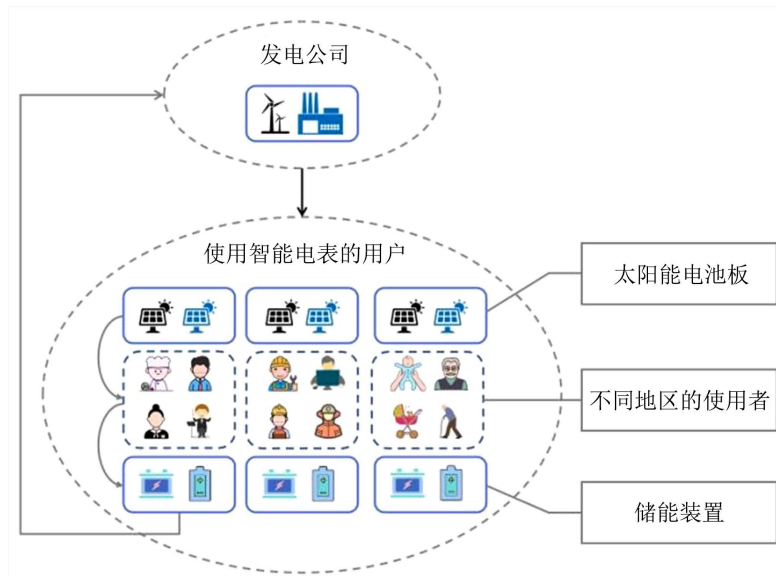 发电公司
使用智能电表的用户
太阳能电池板
不同地区的使用者
储能装置